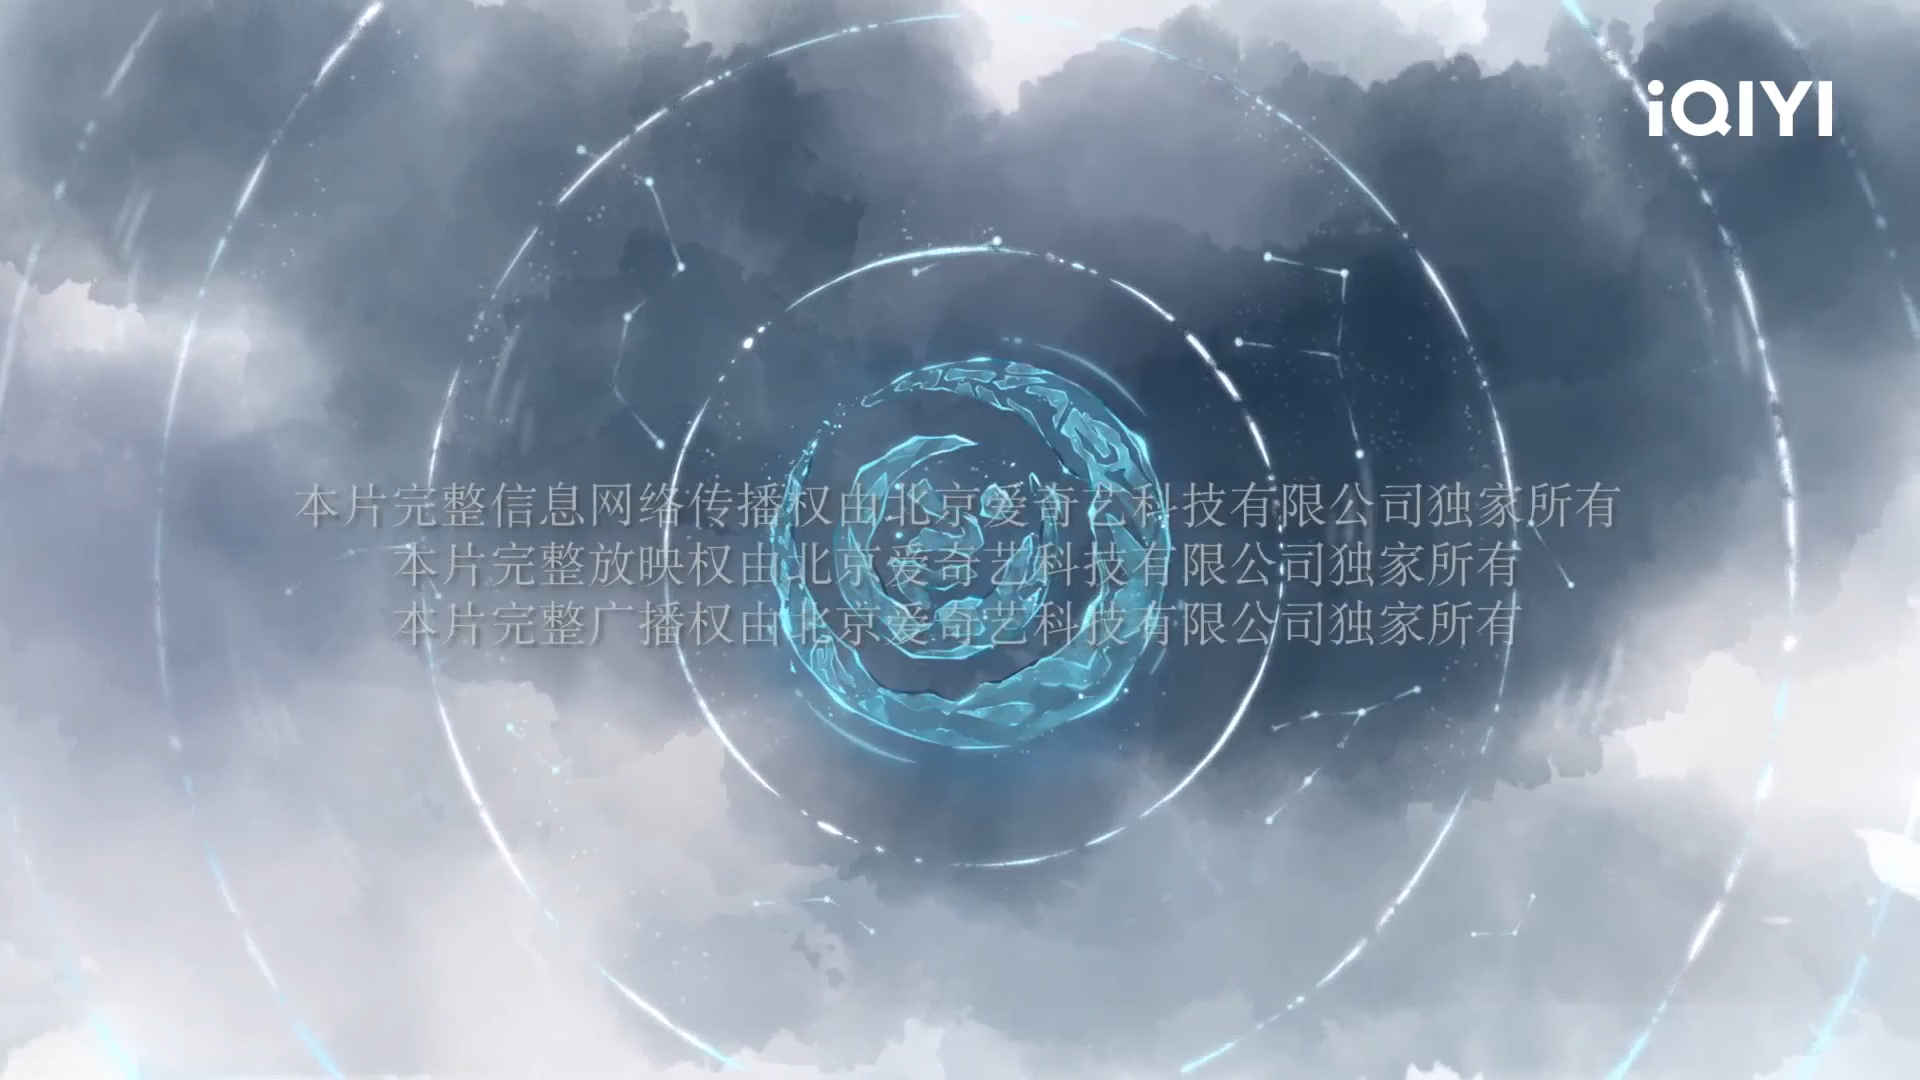 iQIYI
本片完整信息网络传播权由北京爱奇艺科技有限公司独家所有
本片完整放映权由北京爱奇艺科技有限公司独家所有
本片完整广播权由北京爱奇艺科技有限公司独家所有